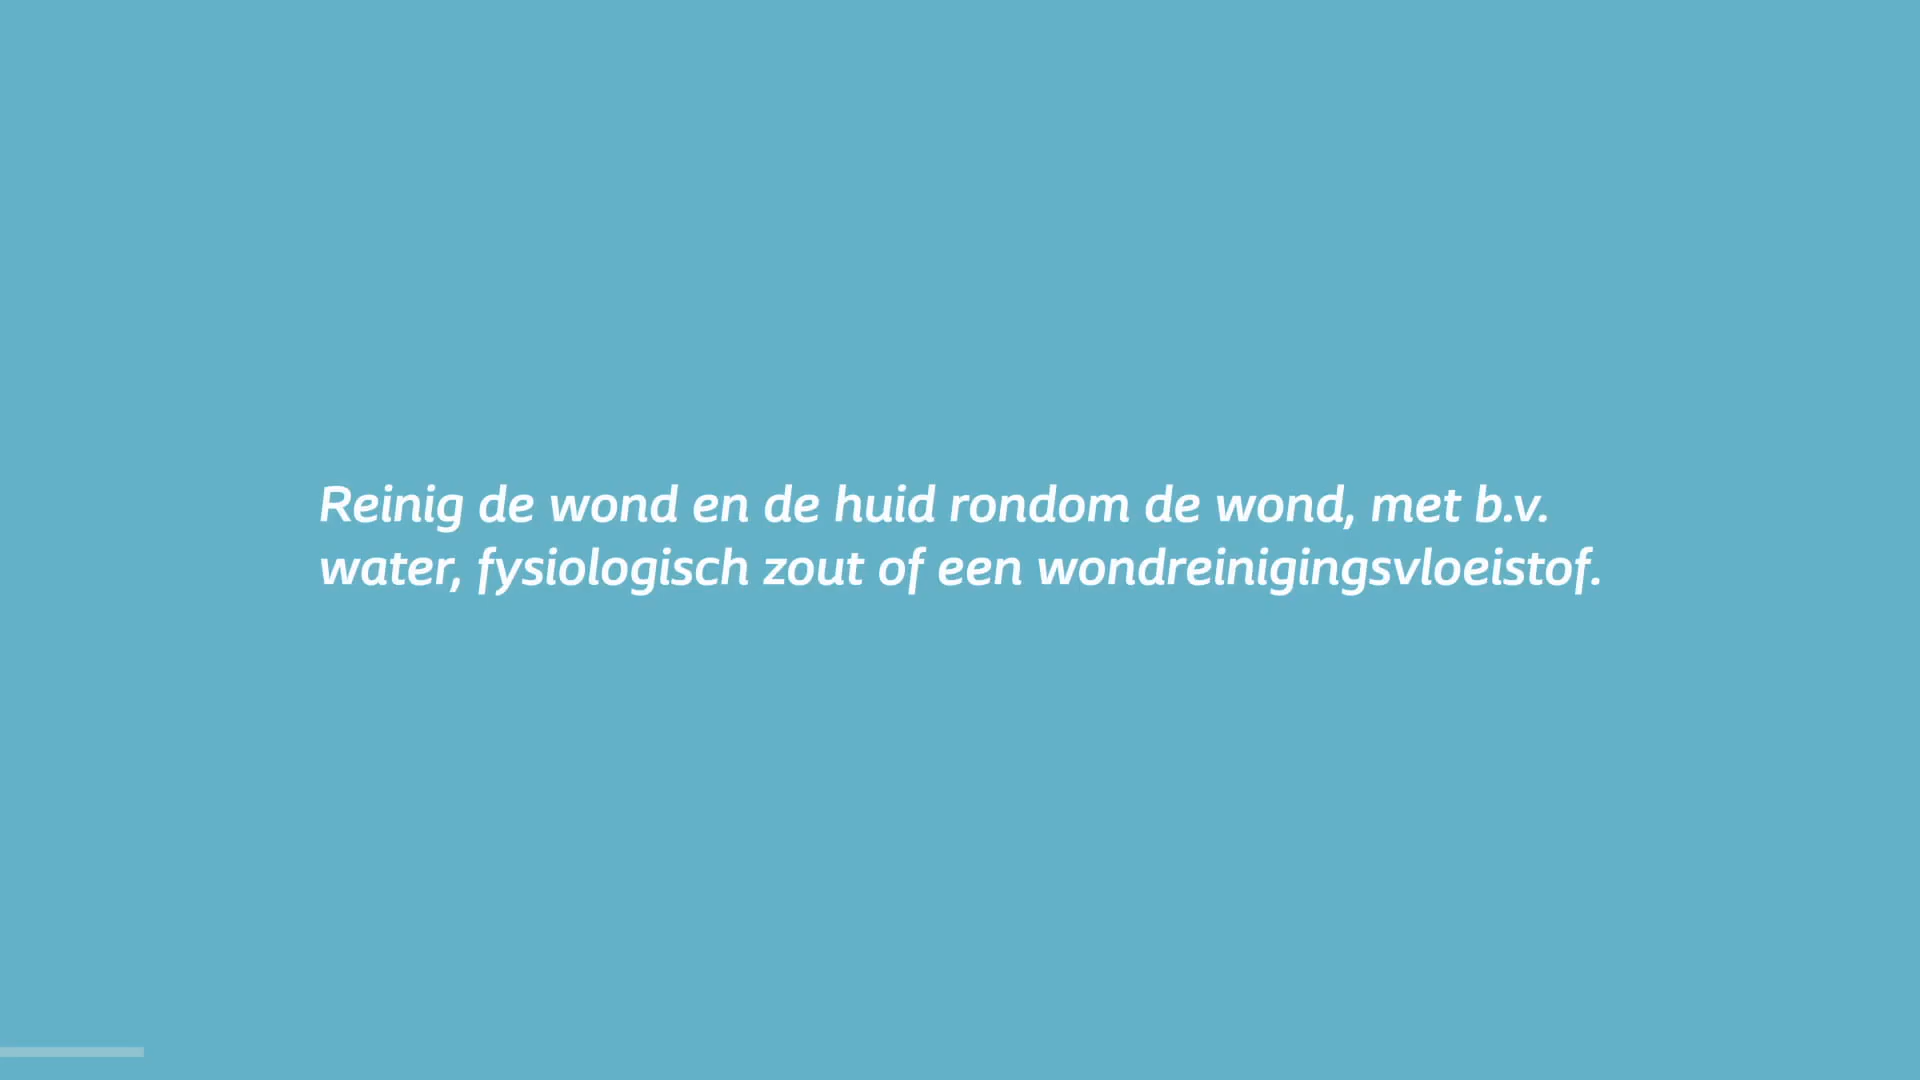 Reinig de wond en de huid rondom de wond, met b.v.
water, fysiologisch zout of een wondreinigingsvloeistof.